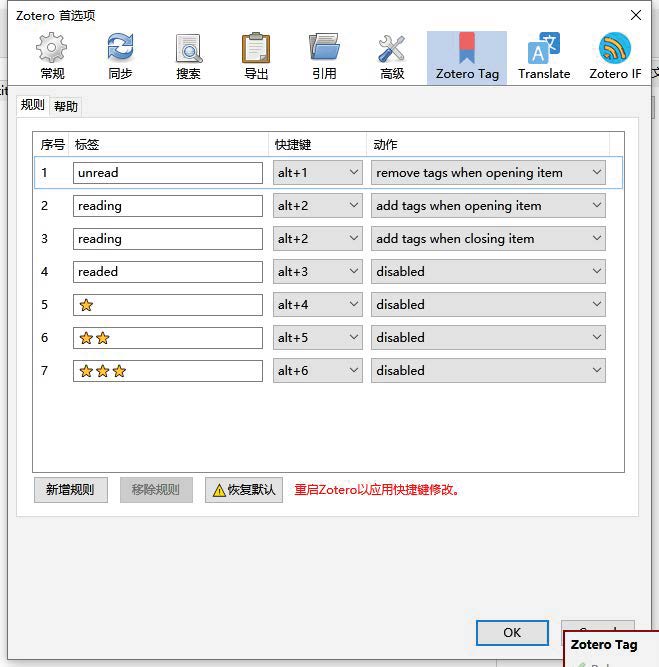 Zotero 首选项
常规 同步 搜索 导出 引用 高级 Zotero Tag Translate Zotero IF
规则 帮助
序号 标签 快捷键 动作
1 unread alt+1 remove tags when opening item
2 reading alt+2 add tags when opening item
3 reading alt+2 add tags when closing item
4 readed alt+3 disabled
5 ⭐ alt+4 disabled
6 ⭐⭐ alt+5 disabled
7 ⭐⭐⭐ alt+6 disabled
新增规则 移除规则 ⚠恢复默认 重启Zotero以应用快捷键修改。
OK
Zotero Tag